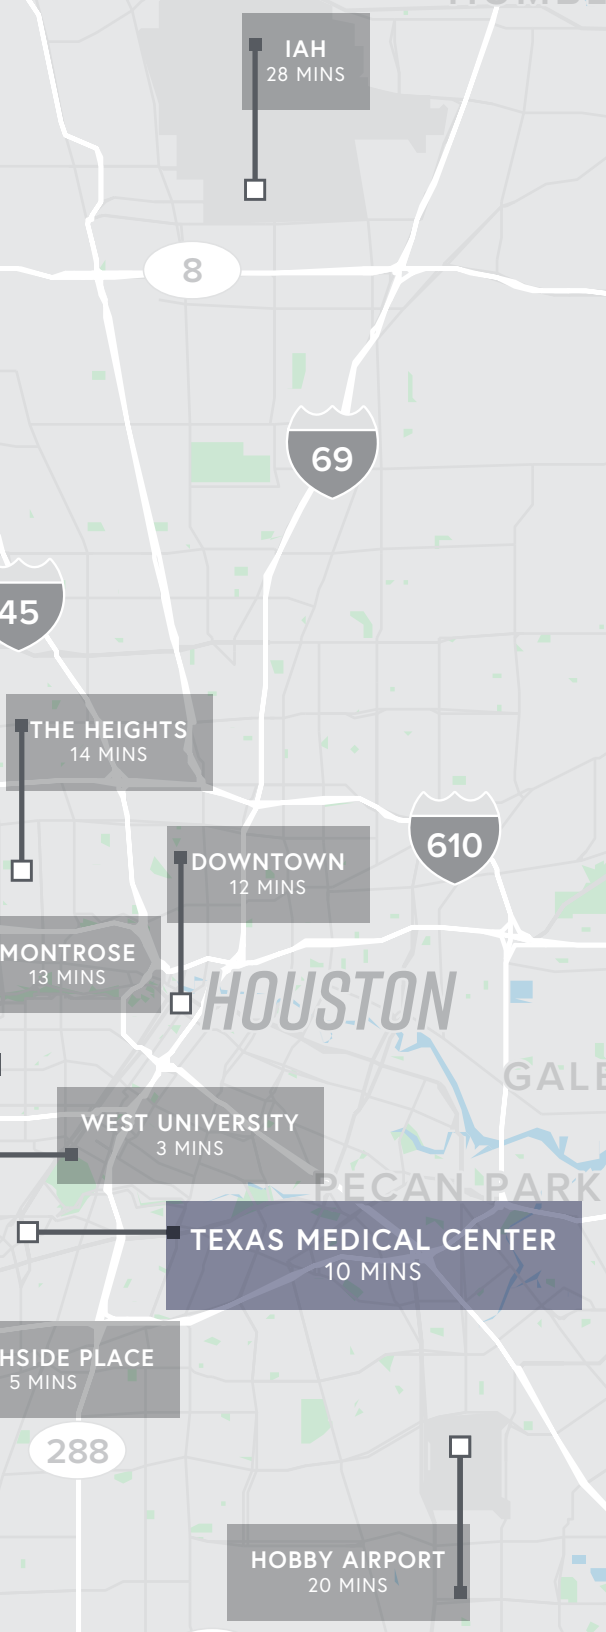 IAH
28 MINS
8
69
45
THE HEIGHTS
14 MINS
610
DOWNTOWN
12 MINS
MONTROSE
13 MINS
HOUSTON
GALE
WEST UNIVERSITY
3 MINS
PECAN PARK
TEXAS MEDICAL CENTER
10 MINS
HSIDE PLACE
5 MINS
288
HOBBY AIRPORT
20 MINS